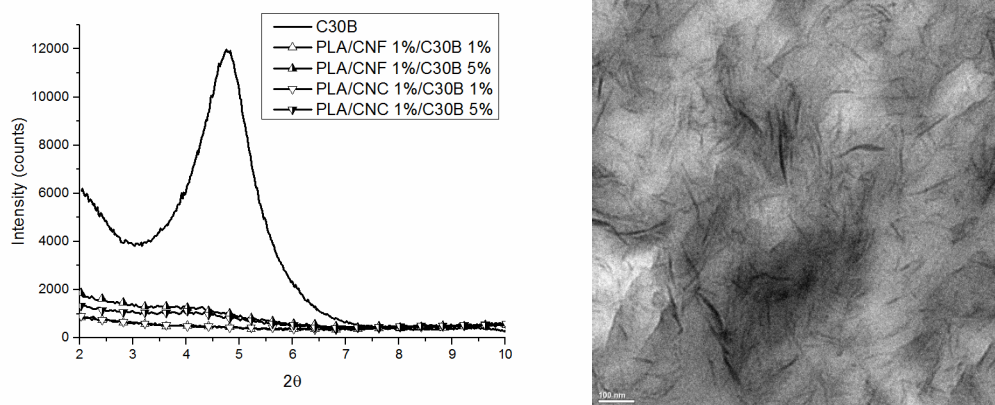 C30B
PLA/CNF 1%/C30B 1%
PLA/CNF 1%/C30B 5%
PLA/CNC 1%/C30B 1%
PLA/CNC 1%/C30B 5%
Intensity (counts)
12000
10000
8000
6000
4000
2000
0
2 3 4 5 6 7 8 9 10
2θ
100 nm